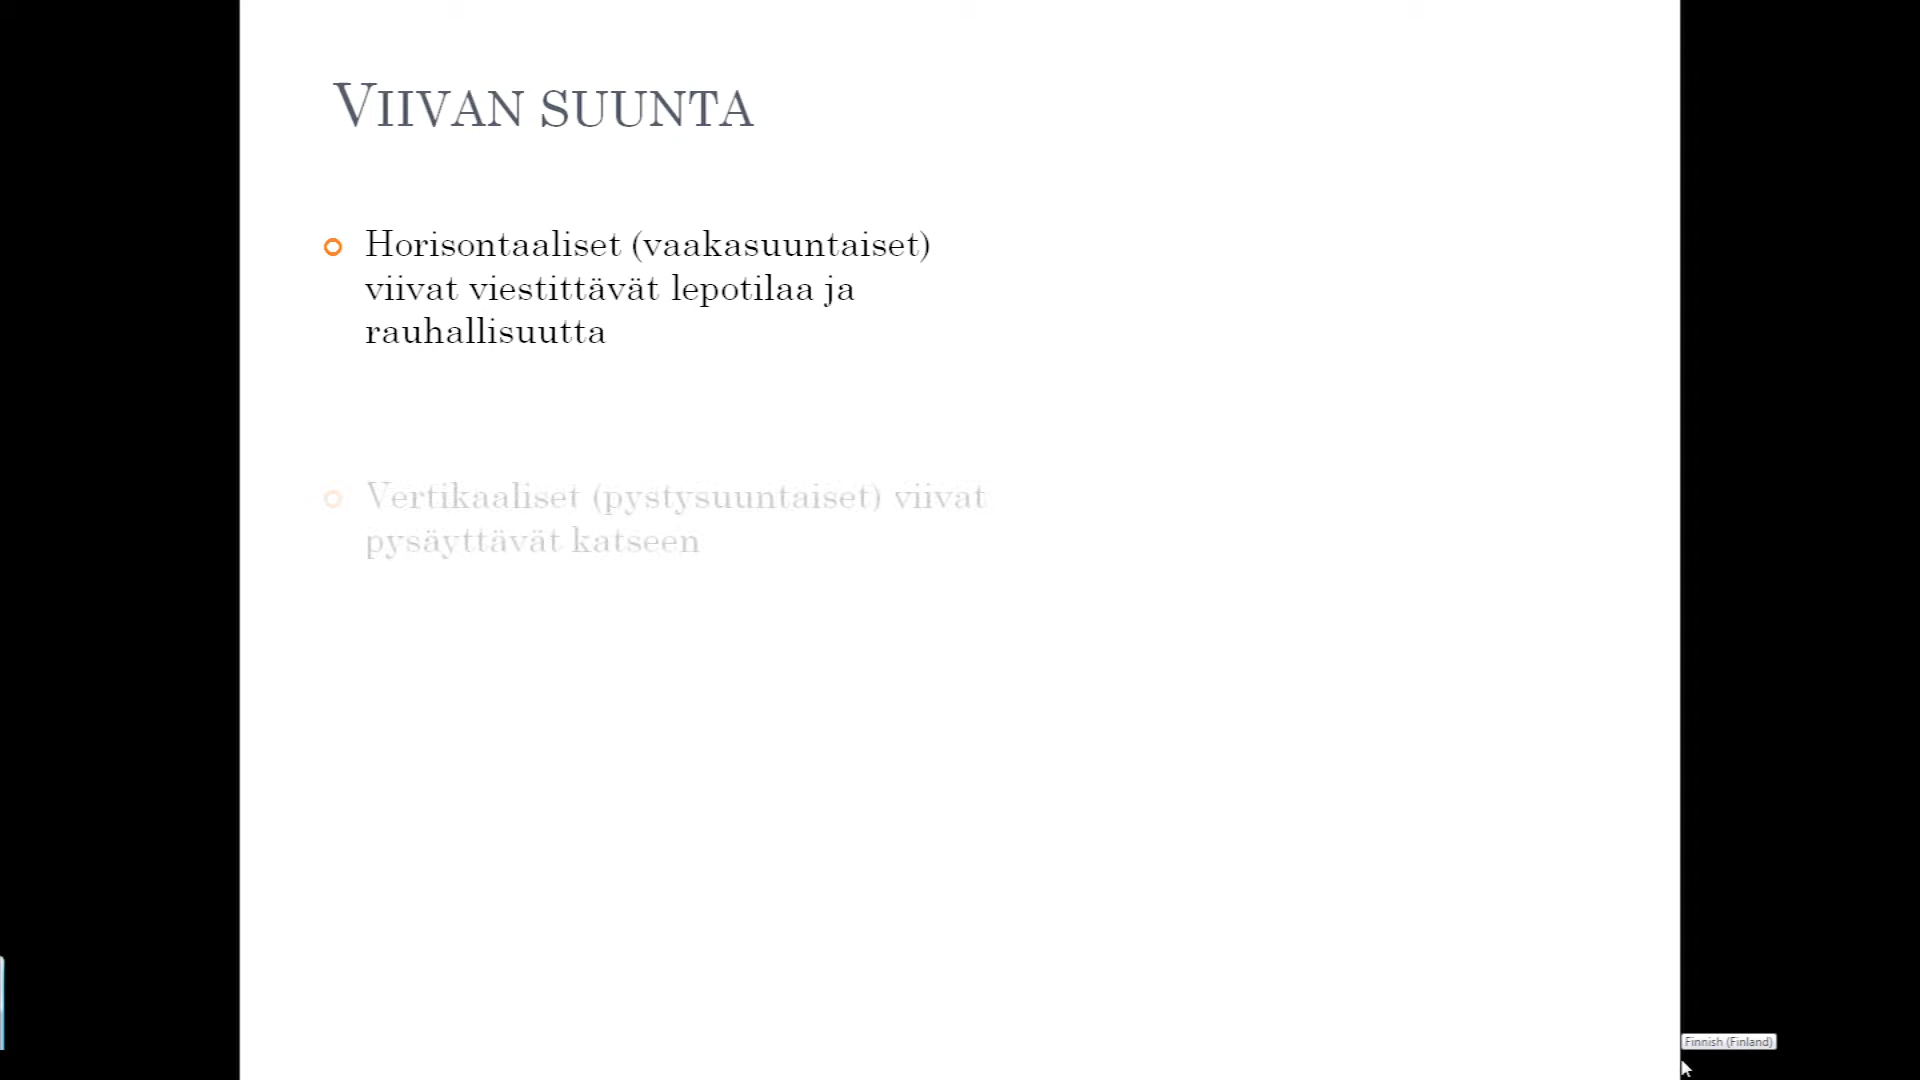 VIIVAN SUUNTA
Horisontaaliset (vaakasuuntaiset)
viivat viestittävät lepotilaa ja
rauhallisuutta
Vertikaaliset (pystysuuntaiset) viivat
pysäyttävät katseen
Finnish (Finland)